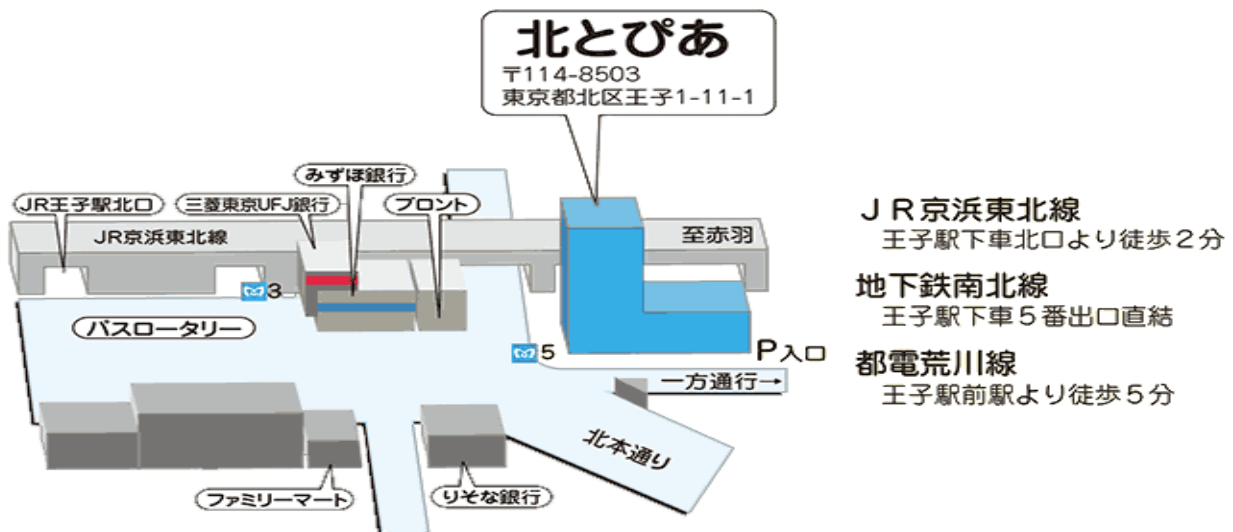 北とぴあ
〒114-8503
東京都北区王子1-11-1
みずほ銀行
JR王子駅北口
三菱東京UFJ銀行
プロント
JR京浜東北線
至赤羽
3
バスロータリー
5
P入口
一方通行→
北本通り
ファミリーマート
りそな銀行
JR京浜東北線
王子駅下車北口より徒歩2分
地下鉄南北線
王子駅下車5番出口直結
都電荒川線
王子駅前駅より徒歩5分